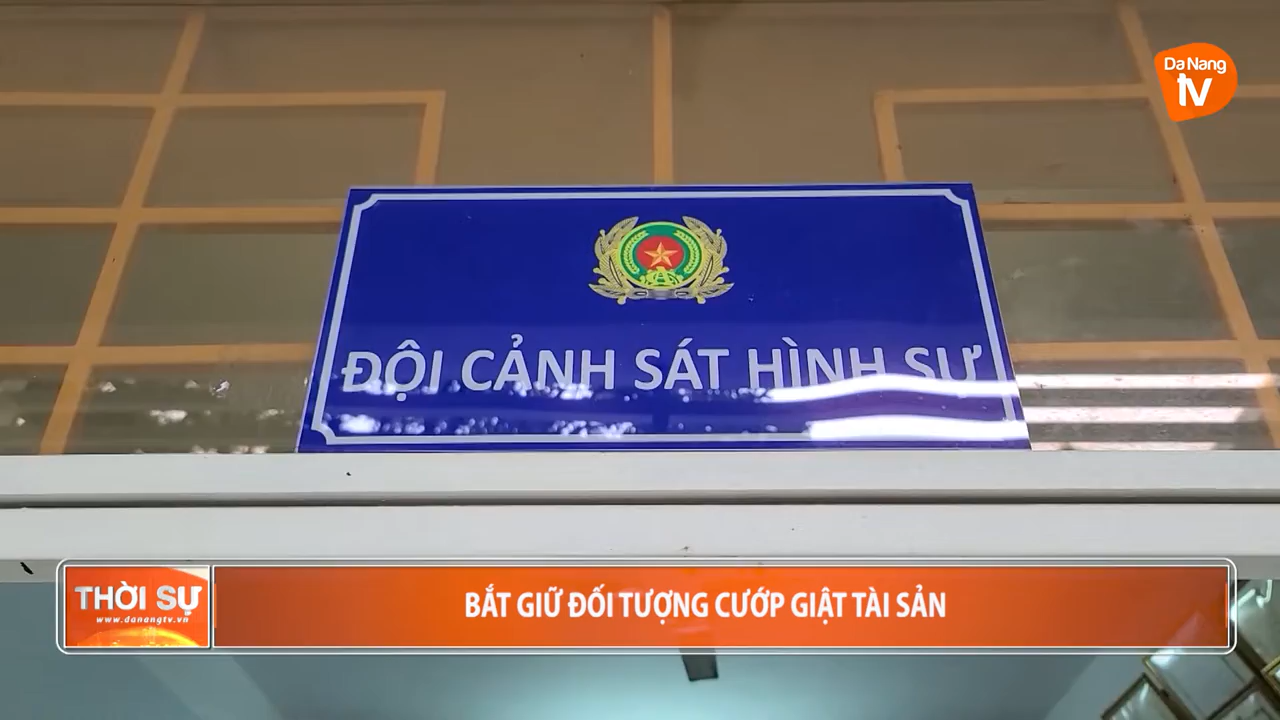 Da Nang
tv
ĐỘI CẢNH SÁT HÌNH SỰ
THỜI SỰ
www.danangtv.vn
BẮT GIỮ ĐỐI TƯỢNG CƯỚP GIẬT TÀI SẢN